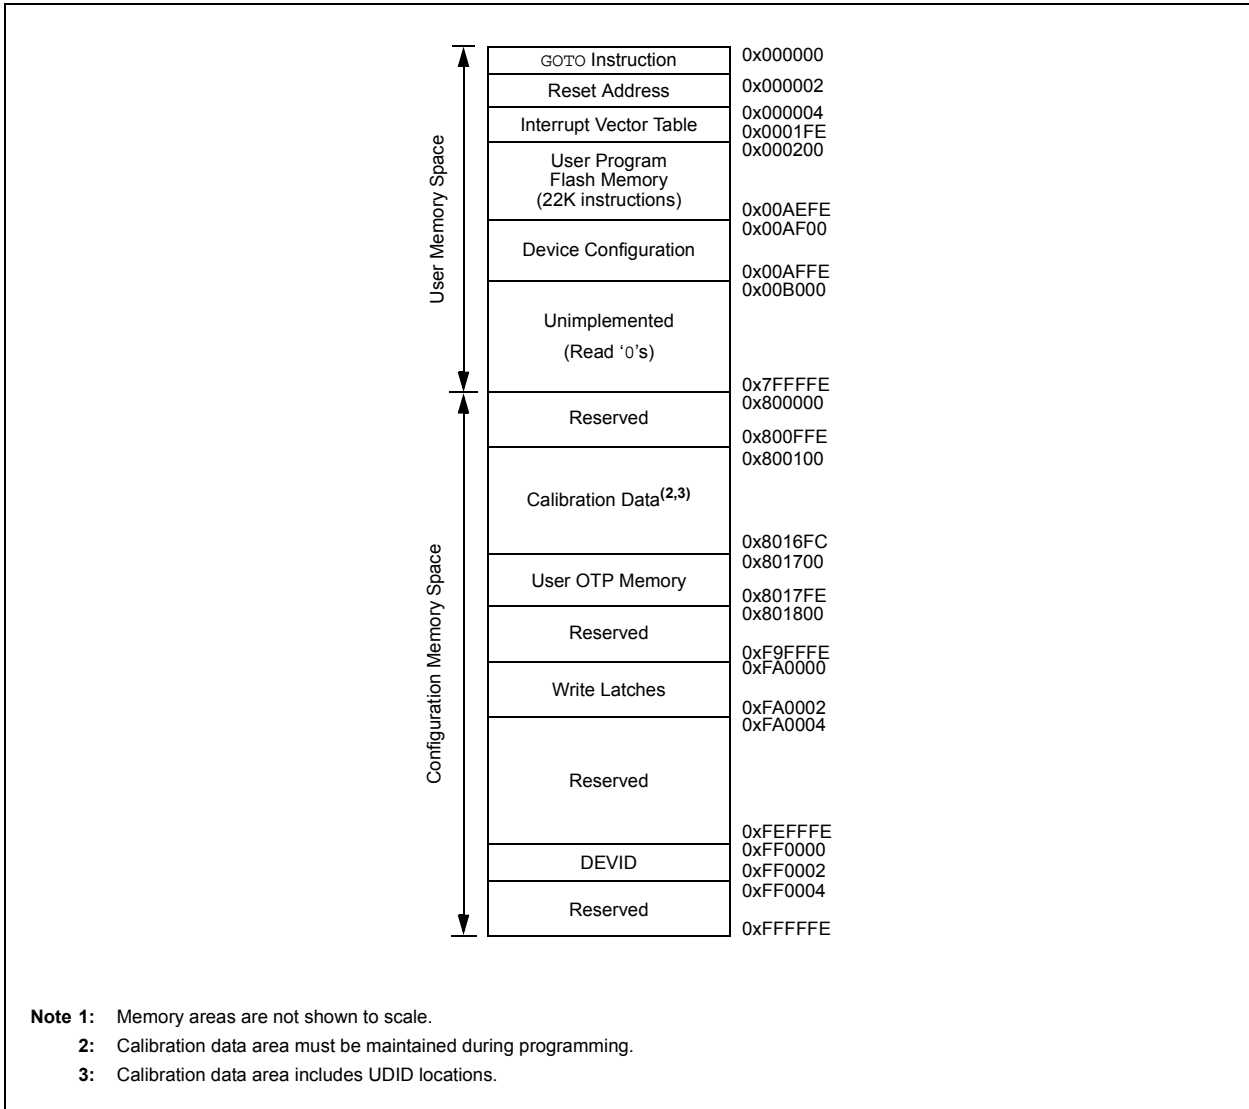 GOTO Instruction
0x000000
Reset Address
0x000002
Interrupt Vector Table
0x000004
0x0001FE
User Program
Flash Memory
(22K instructions)
0x000200
0x00AEFE
Device Configuration
0x00AF00
0x00AFFE
Unimplemented
(Read ‘0’s)
0x00B000
0x7FFFFE
User Memory Space
Reserved
0x800000
0x800FFE
Calibration Data(2,3)
0x800100
0x8016FC
User OTP Memory
0x801700
0x8017FE
Reserved
0x801800
0xF9FFFE
Write Latches
0xFA0000
0xFA0002
Reserved
0xFA0004
0xFEFFFE
DEVID
0xFF0000
0xFF0002
Reserved
0xFF0004
0xFFFFFE
Configuration Memory Space
Note 1: Memory areas are not shown to scale.
2: Calibration data area must be maintained during programming.
3: Calibration data area includes UDID locations.